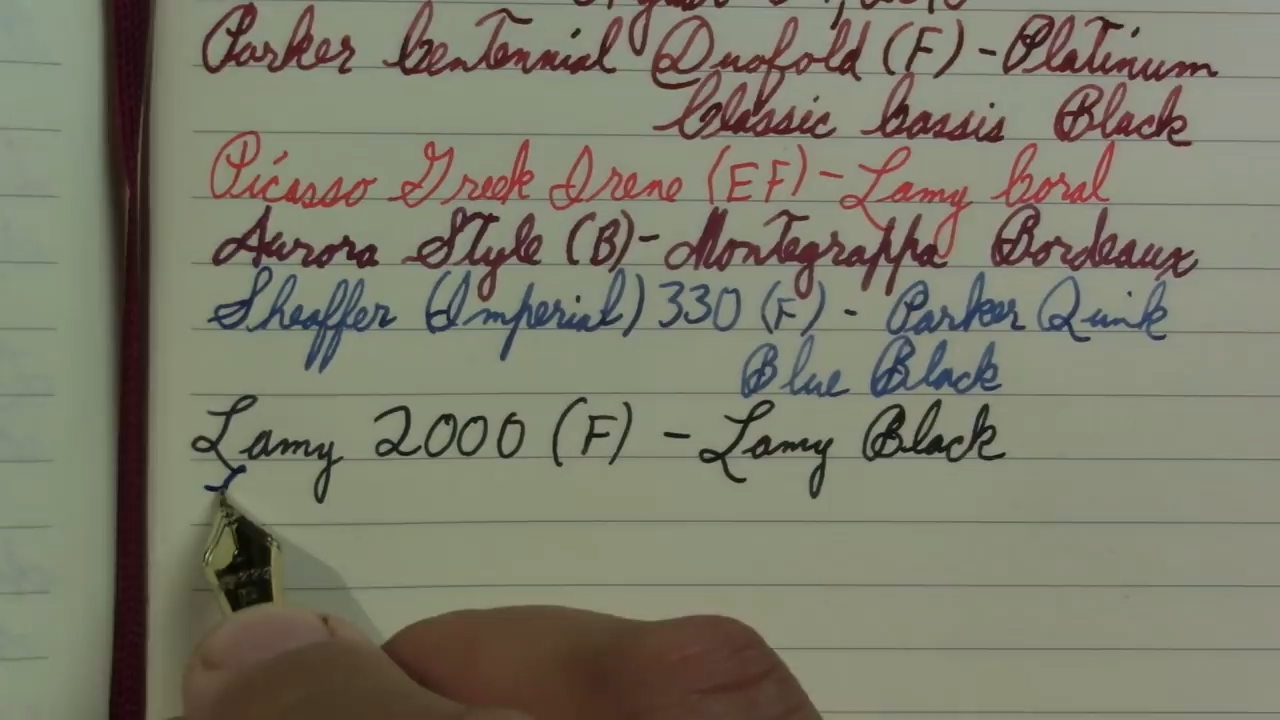 Parker Centennial Duofold (F) - Platinum
Classic Cassis Black
Picasso Greek Irene (EF) - Lamy Coral
Aurora Style (B) - Montegrappa Bordeaux
Sheaffer (Imperial) 330 (F) - Parker Quink
Blue Black
Lamy 2000 (F) - Lamy Black